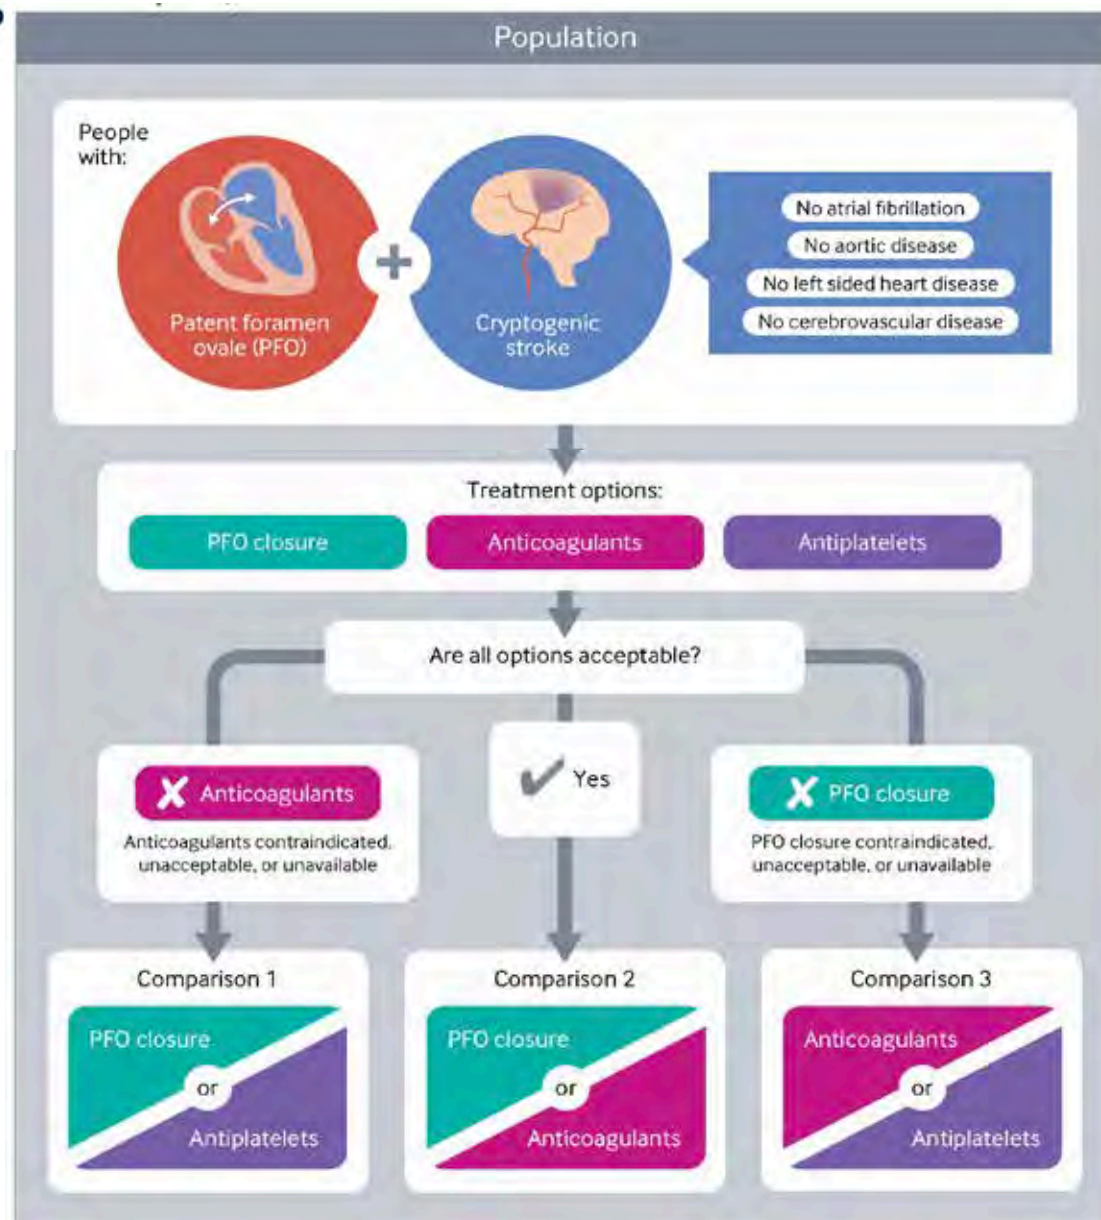 Population
People
with:
Patent foramen
ovale (PFO)
Cryptogenic
stroke
No atrial fibrillation
No aortic disease
No left sided heart disease
No cerebrovascular disease
Treatment options:
PFO closure
Anticoagulants
Antiplatelets
Are all options acceptable?
Anticoagulants
Anticoagulants contraindicated,
unacceptable, or unavailable
Yes
PFO closure
PFO closure contraindicated,
unacceptable, or unavailable
Comparison 1
PFO closure
or
Antiplatelets
Comparison 2
PFO closure
or
Anticoagulants
Comparison 3
Anticoagulants
or
Antiplatelets